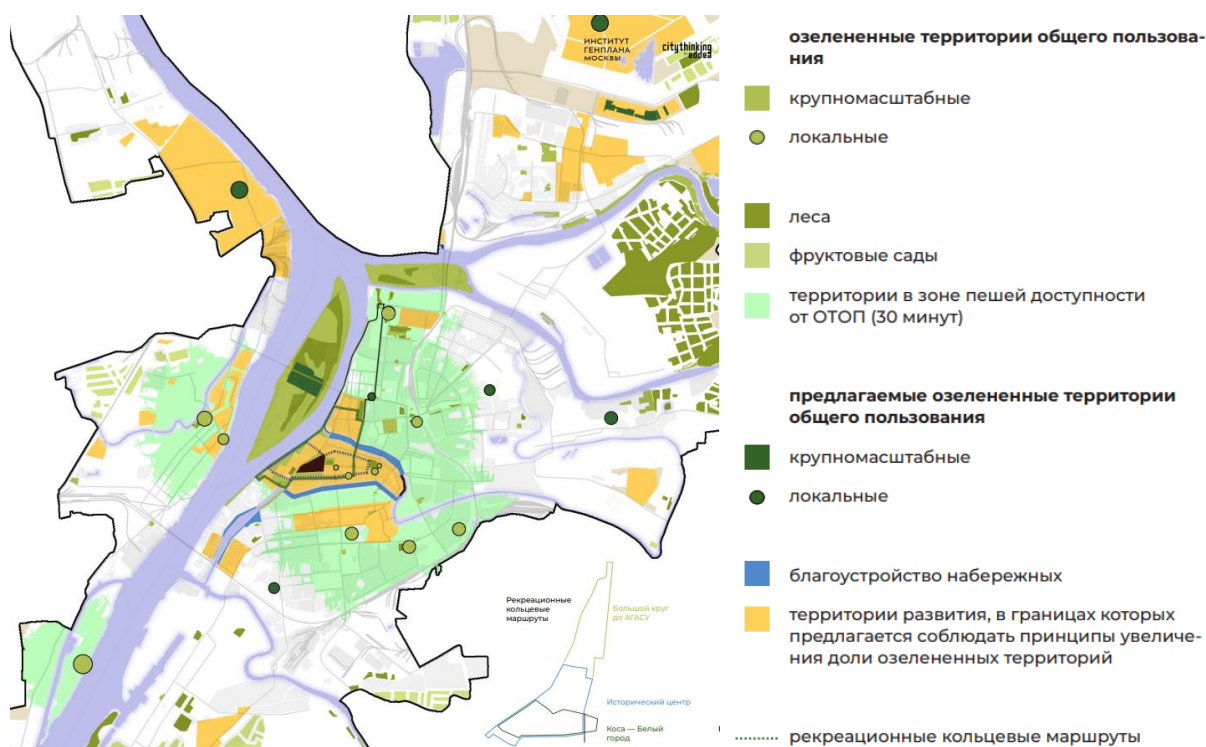 ИНСТИТУТ
ГЕНПЛАНА
МОСКВЫ
citythinking
Рекреационные
кольцевые
маршруты
Большой круг
до АГАСУ
Исторический центр
Коса — Белый
город
озелененные территории общего пользова-
ния
крупномасштабные
локальные
леса
фруктовые сады
территории в зоне пешей доступности
от ОТОП (30 минут)
предлагаемые озелененные территории
общего пользования
крупномасштабные
локальные
благоустройство набережных
территории развития, в границах которых
предлагается соблюдать принципы увеличе-
ния доли озелененных территорий
рекреационные кольцевые маршруты